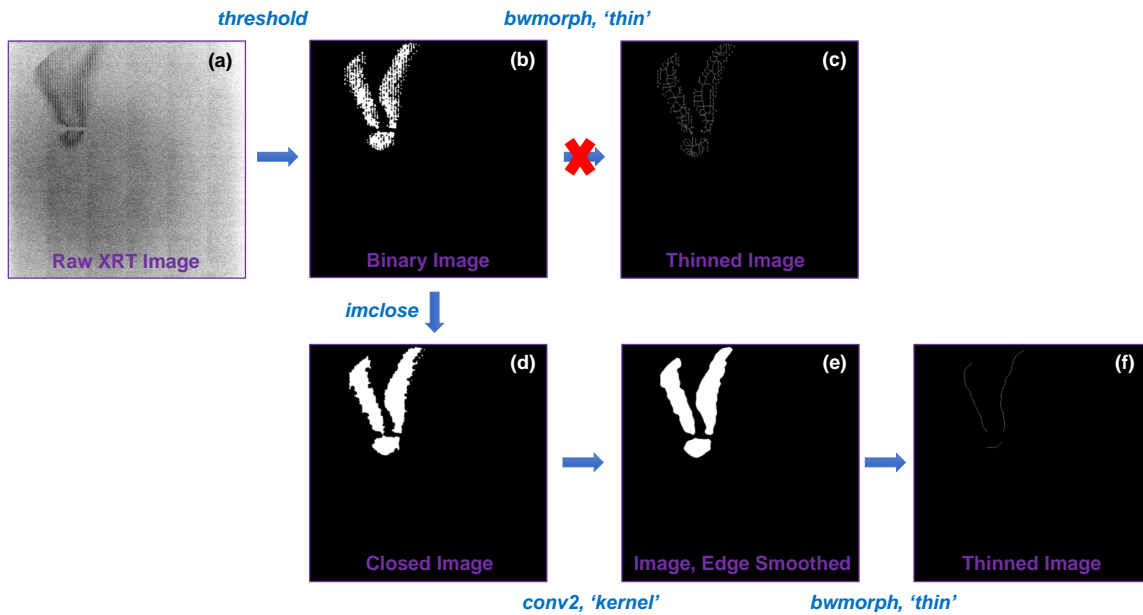 threshold
bwmorph, ‘thin’
(a)
(b)
(c)
Raw XRT Image
Binary Image
Thinned Image
imclose
(d)
(e)
(f)
Closed Image
Image, Edge Smoothed
Thinned Image
conv2, ‘kernel’
bwmorph, ‘thin’